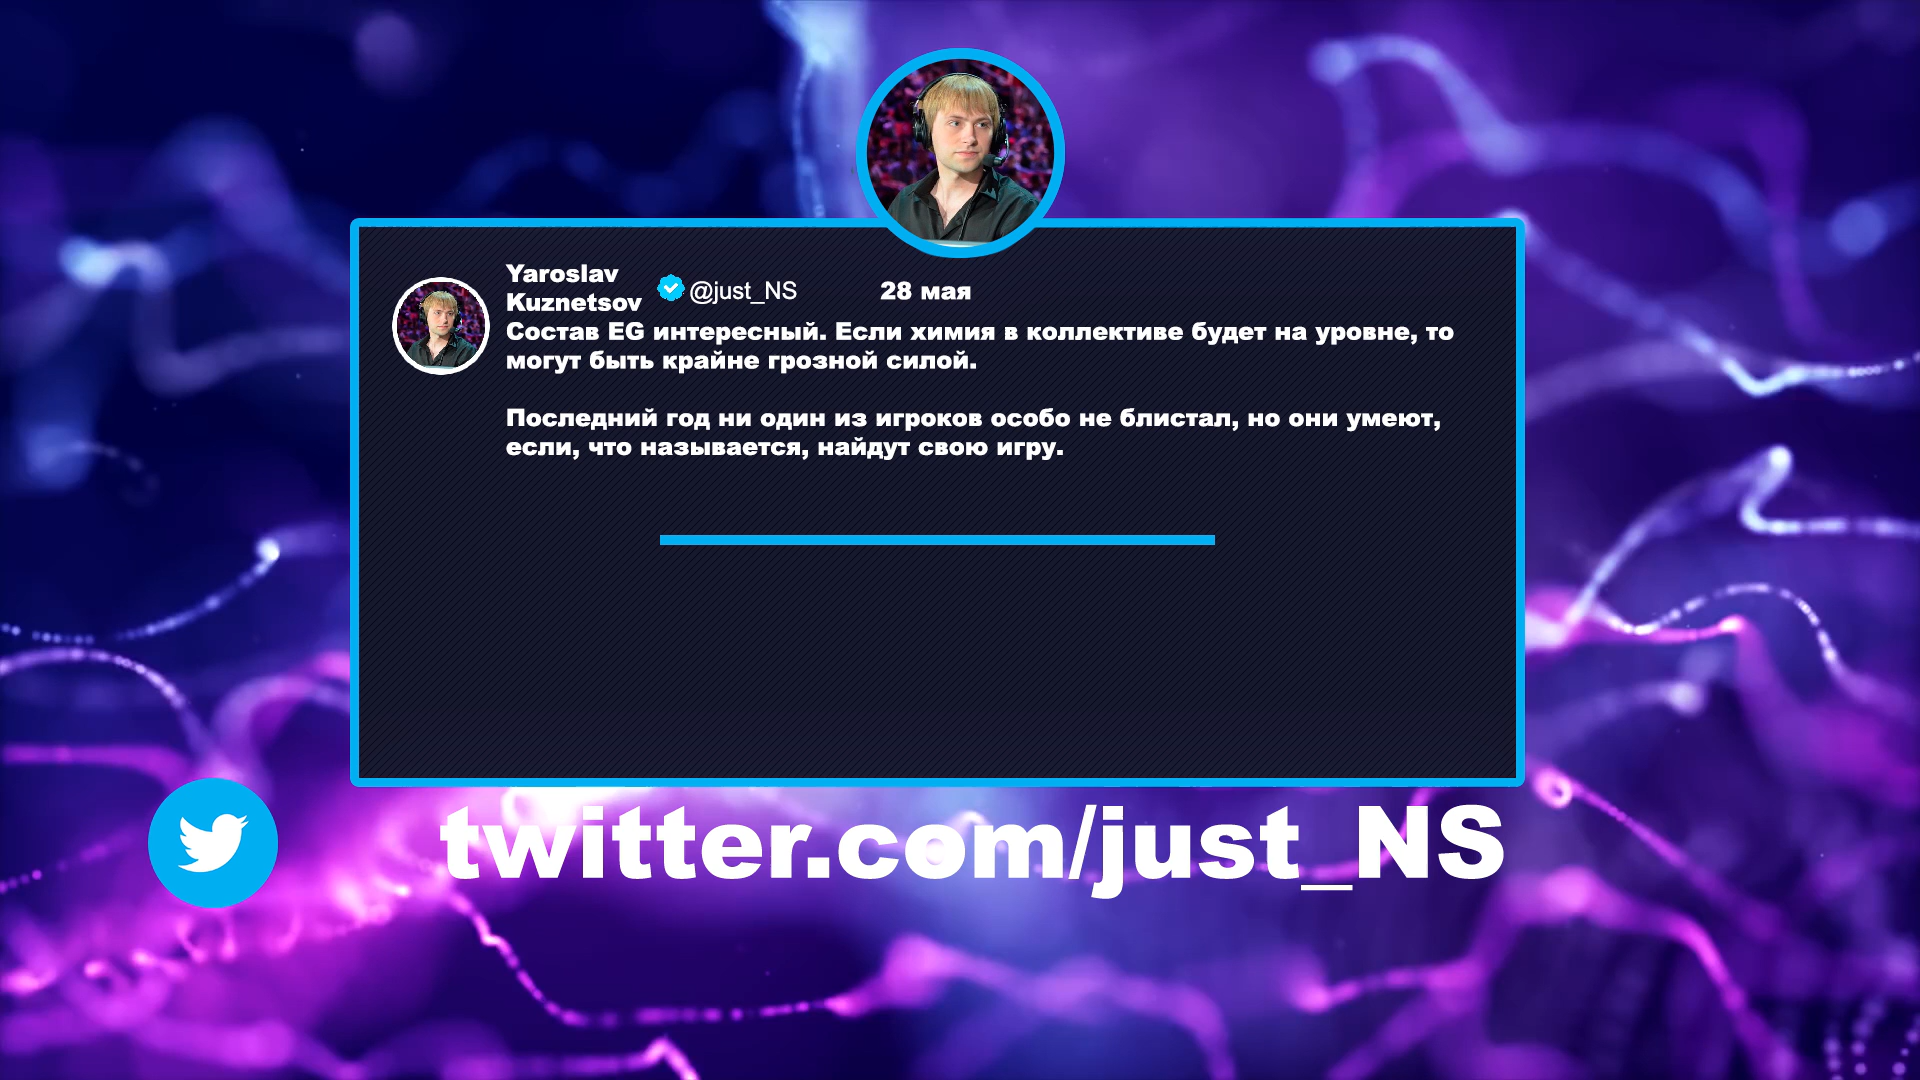 Yaroslav
Kuznetsov
@just_NS
28 мая
Состав EG интересный. Если химия в коллективе будет на уровне, то
могут быть крайне грозной силой.
Последний год ни один из игроков особо не блистал, но они умеют,
если, что называется, найдут свою игру.
twitter.com/just_NS